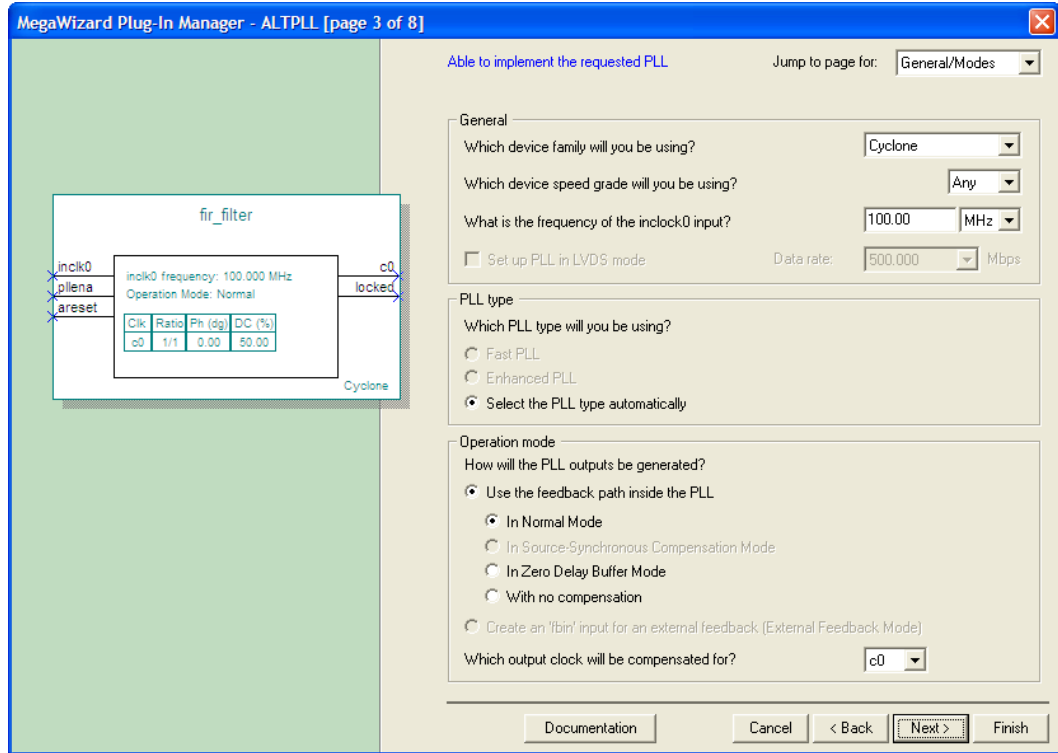 MegaWizard Plug-In Manager - ALTPLL [page 3 of 8]
Able to implement the requested PLL
Jump to page for: General/Modes
General
Which device family will you be using? Cyclone
Which device speed grade will you be using? Any
What is the frequency of the inclock0 input? 100.00 MHz
Set up PLL in LVDS mode Data rate: 500.000 Mbps
PLL type
Which PLL type will you be using?
Fast PLL
Enhanced PLL
Select the PLL type automatically
Operation mode
How will the PLL outputs be generated?
Use the feedback path inside the PLL
In Normal Mode
In Source-Synchronous Compensation Mode
In Zero Delay Buffer Mode
With no compensation
Create an 'fbin' input for an external feedback (External Feedback Mode)
Which output clock will be compensated for? c0
fir_filter
inclk0
pllena
areset
inclk0 frequency: 100.000 MHz
Operation Mode: Normal
Clk Ratio Ph (dg) DC (%)
c0 1/1 0.00 50.00
c0
locked
Cyclone
Documentation
Cancel
< Back
Next >
Finish